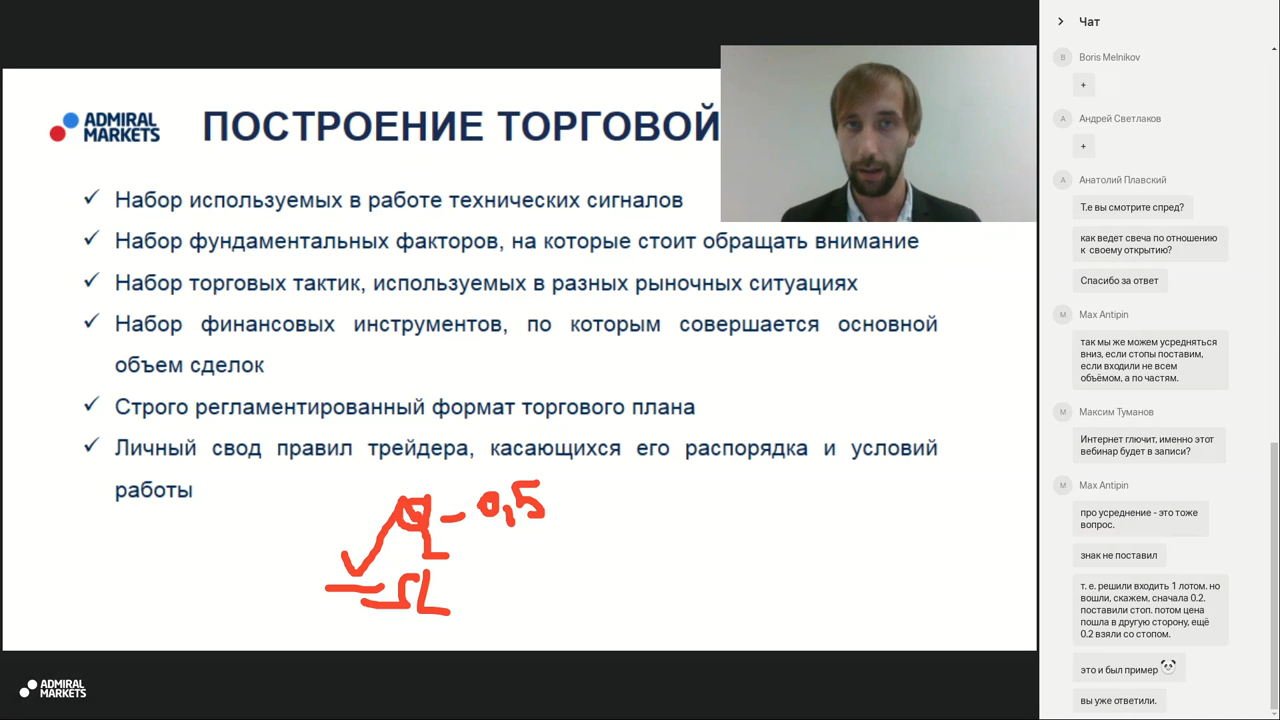 ADMIRAL
MARKETS
ПОСТРОЕНИЕ ТОРГОВОЙ
Набор используемых в работе технических сигналов
Набор фундаментальных факторов, на которые стоит обращать внимание
Набор торговых тактик, используемых в разных рыночных ситуациях
Набор финансовых инструментов, по которым совершается основной
объем сделок
Строго регламентированный формат торгового плана
Личный свод правил трейдера, касающихся его распорядка и условий
работы
0,5
ADMIRAL
MARKETS
Чат
B
Boris Melnikov
+
А
Андрей Светлаков
+
А
Анатолий Плавский
Т.е вы смотрите спред?
как ведет свеча по отношению
к своему открытию?
Спасибо за ответ
M
Max Antipin
так мы же можем усредняться
вниз, если стопы поставим,
если входили не всем
объёмом, а по частям.
М
Максим Туманов
Интернет глючит, именно этот
вебинар будет в записи?
M
Max Antipin
про усреднение - это тоже
вопрос.
знак не поставил
т. е. решили входить 1 лотом. но
вошли, скажем, сначала 0.2.
поставили стоп. потом цена
пошла в другую сторону, ещё
0.2 взяли со стопом.
это и был пример
вы уже ответили.